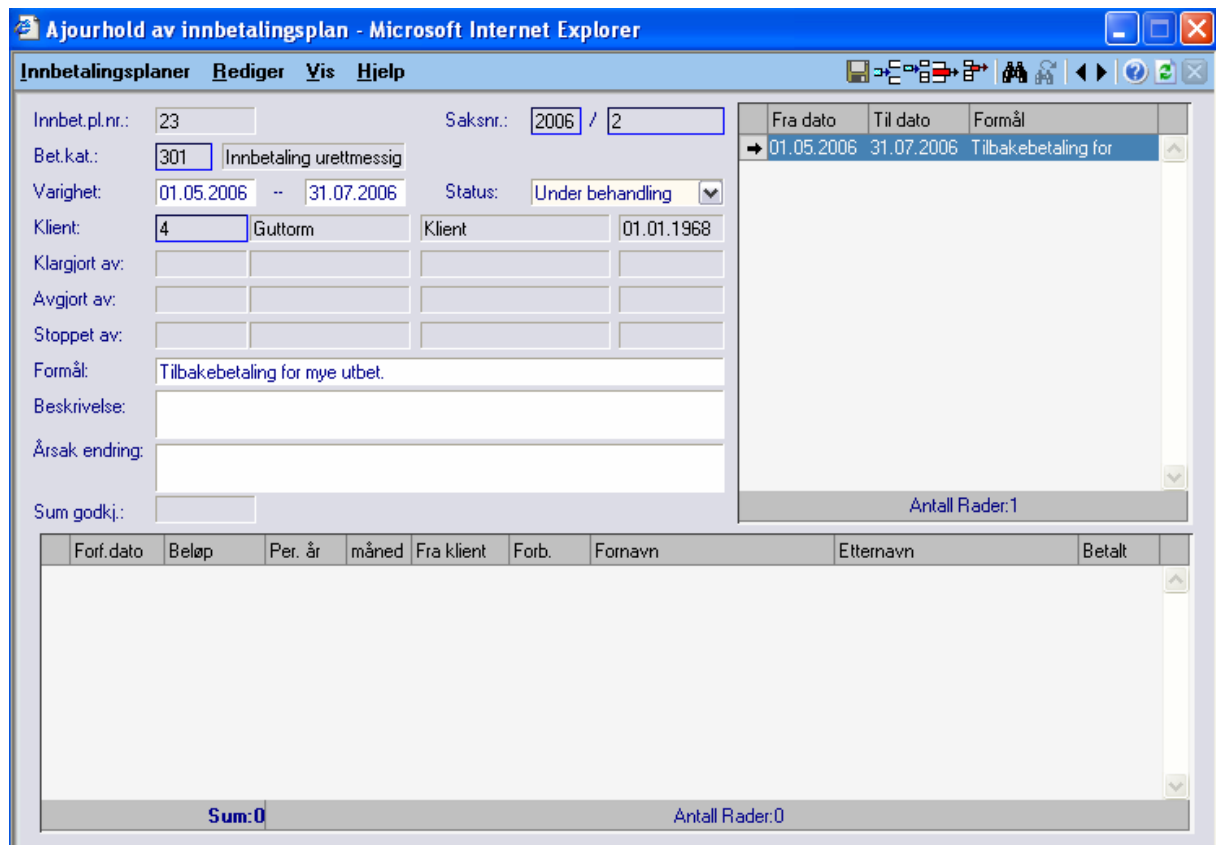 Ajourhold av innbetalingsplan - Microsoft Internet Explorer
Innbetalingsplaner Rediger Vis Hjelp
Innbet.pl.nr.: 23 Saksnr.: 2006 / 2
Bet.kat.: 301 Innbetaling urettmessig
Varighet: 01.05.2006 -- 31.07.2006 Status: Under behandling
Klient: 4 Guttorm Klient 01.01.1968
Klargjort av:
Avgjort av:
Stoppet av:
Formål: Tilbakebetaling for mye utbet.
Beskrivelse:
Årsak endring:
Sum godkj.:
Fra dato Til dato Formål
01.05.2006 31.07.2006 Tilbakebetaling for
Antall Rader:1
Forf.dato Beløp Per. år måned Fra klient Forb. Fornavn Etternavn Betalt
Sum:0 Antall Rader:0